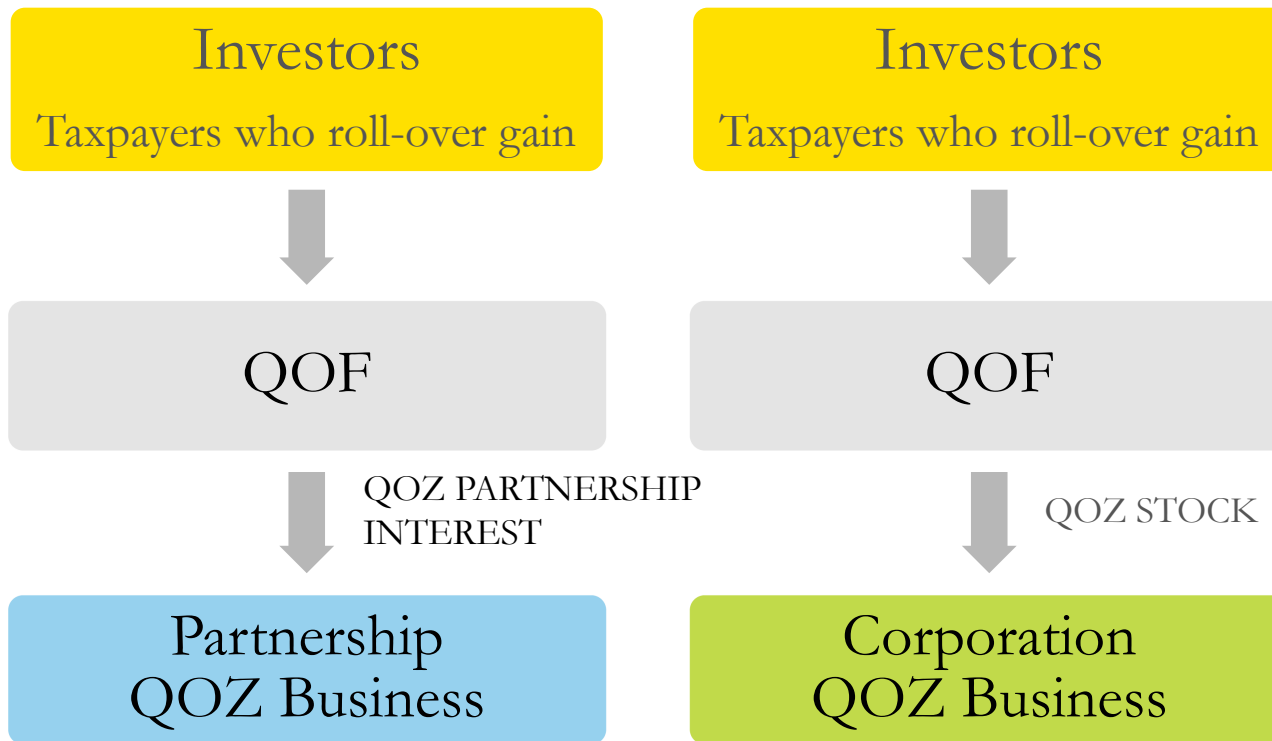 Investors
Taxpayers who roll-over gain
QOF
QOZ PARTNERSHIP
INTEREST
Partnership
QOZ Business
Investors
Taxpayers who roll-over gain
QOF
QOZ STOCK
Corporation
QOZ Business